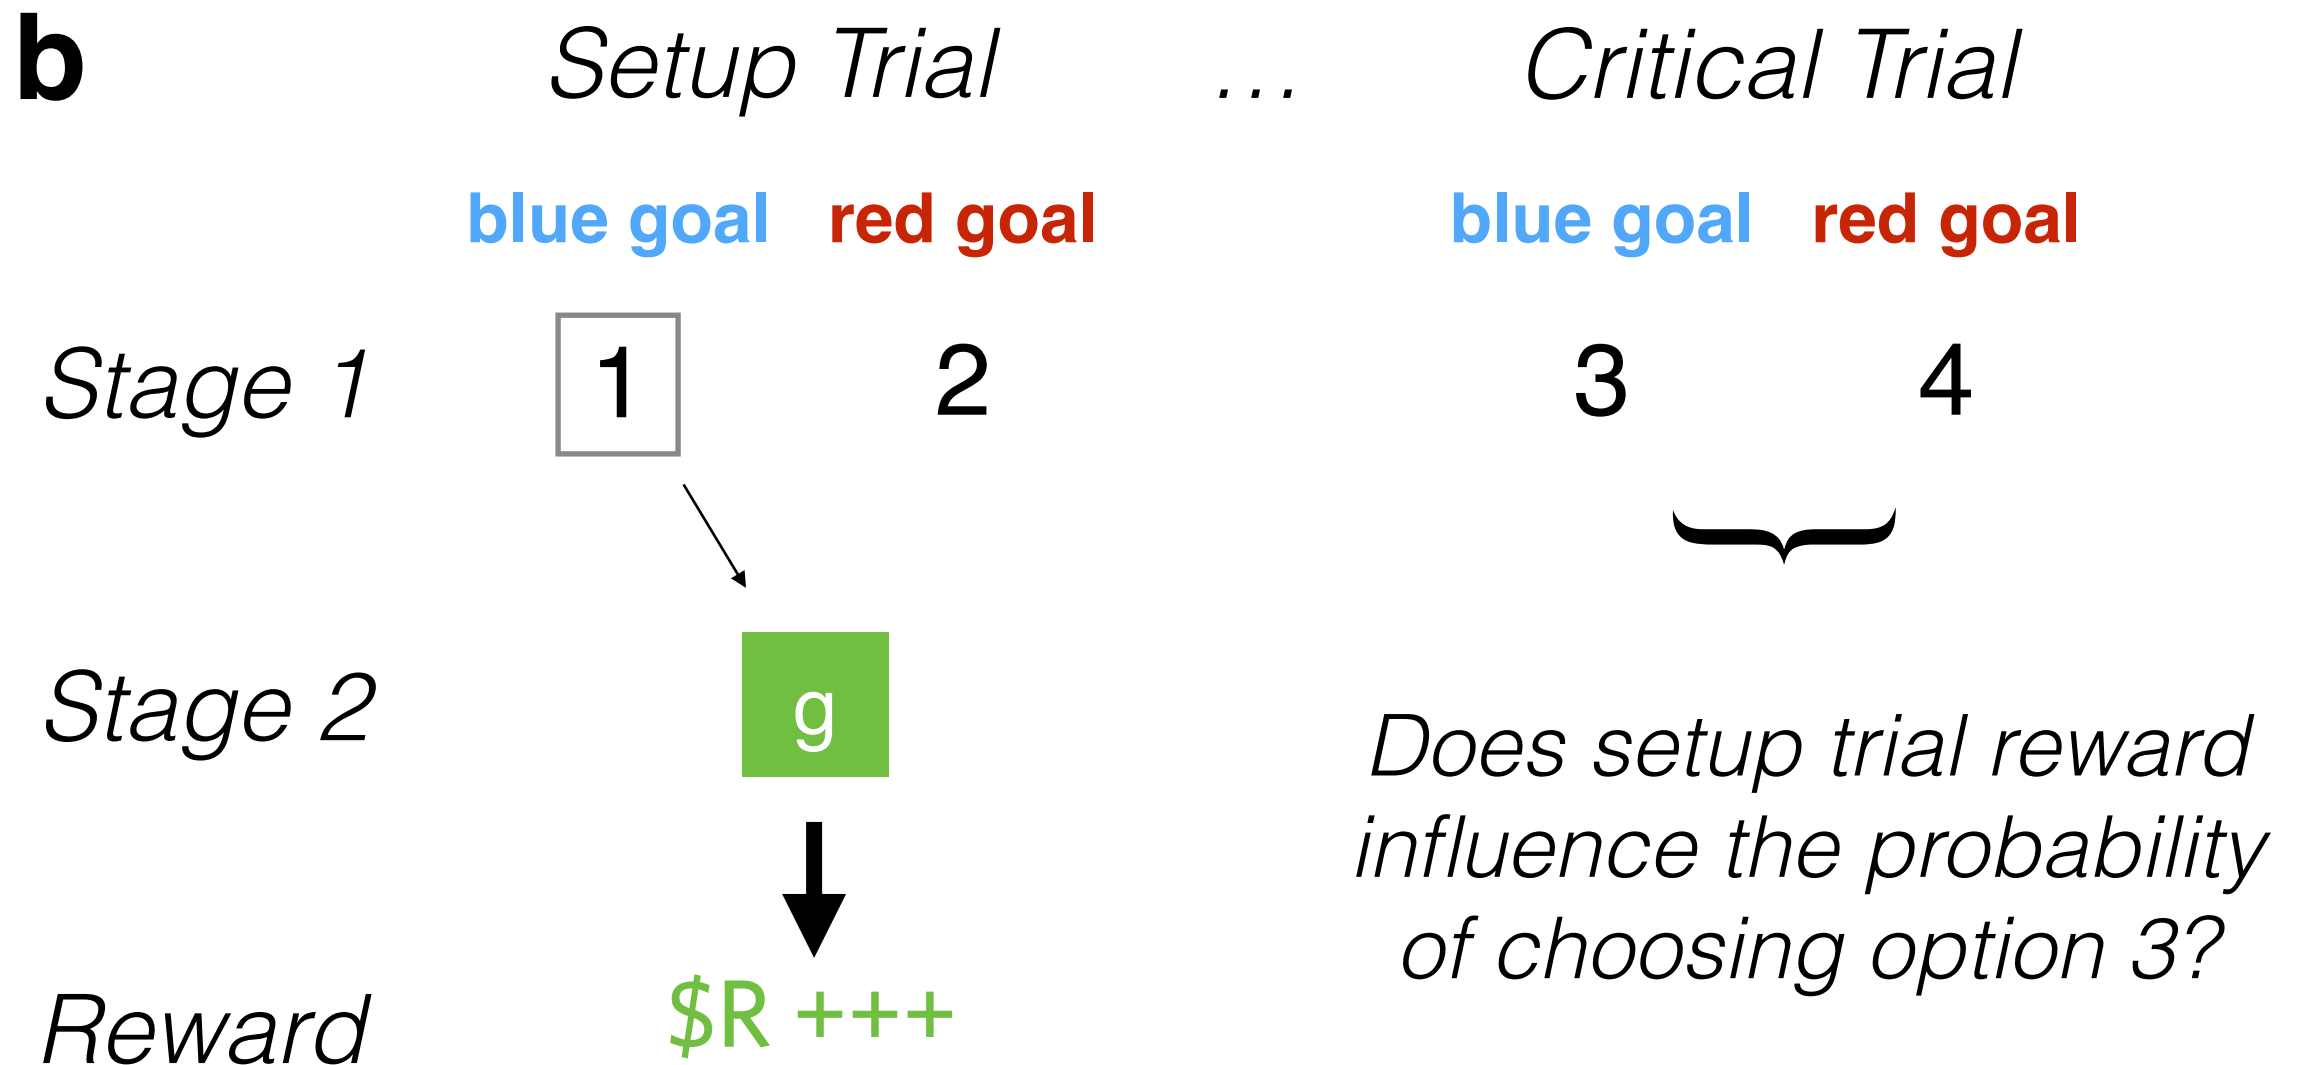 b
Setup Trial … Critical Trial
blue goal red goal blue goal red goal
Stage 1 1 2 3 4
Stage 2 g
Does setup trial reward
influence the probability
of choosing option 3?
Reward $R +++